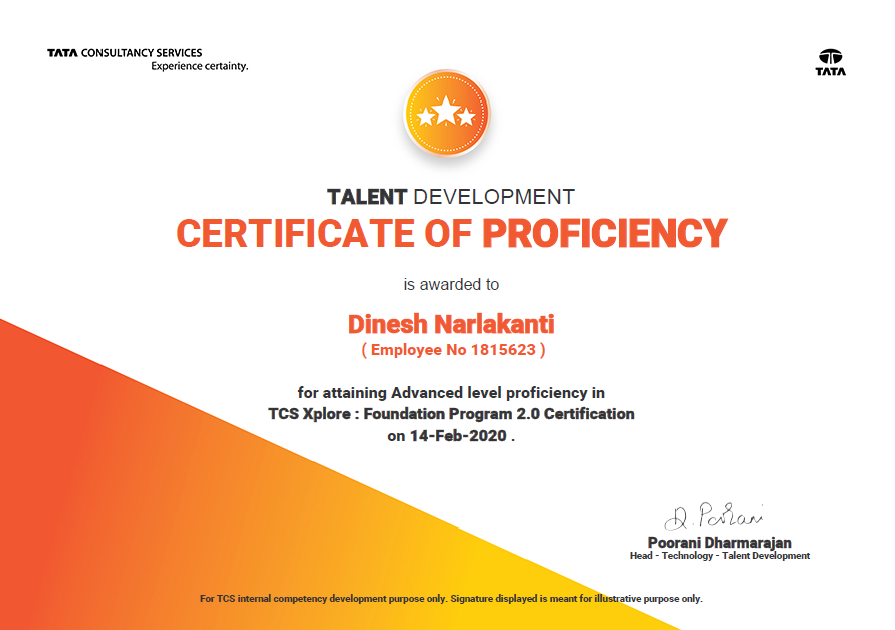 TATA CONSULTANCY SERVICES
Experience certainty.
TATA
TALENT DEVELOPMENT
CERTIFICATE OF PROFICIENCY
is awarded to
Dinesh Narlakanti
( Employee No 1815623 )
for attaining Advanced level proficiency in
TCS Xplore : Foundation Program 2.0 Certification
on 14-Feb-2020 .
Poorani Dharmarajan
Head - Technology - Talent Development
For TCS internal competency development purpose only. Signature displayed is meant for illustrative purpose only.